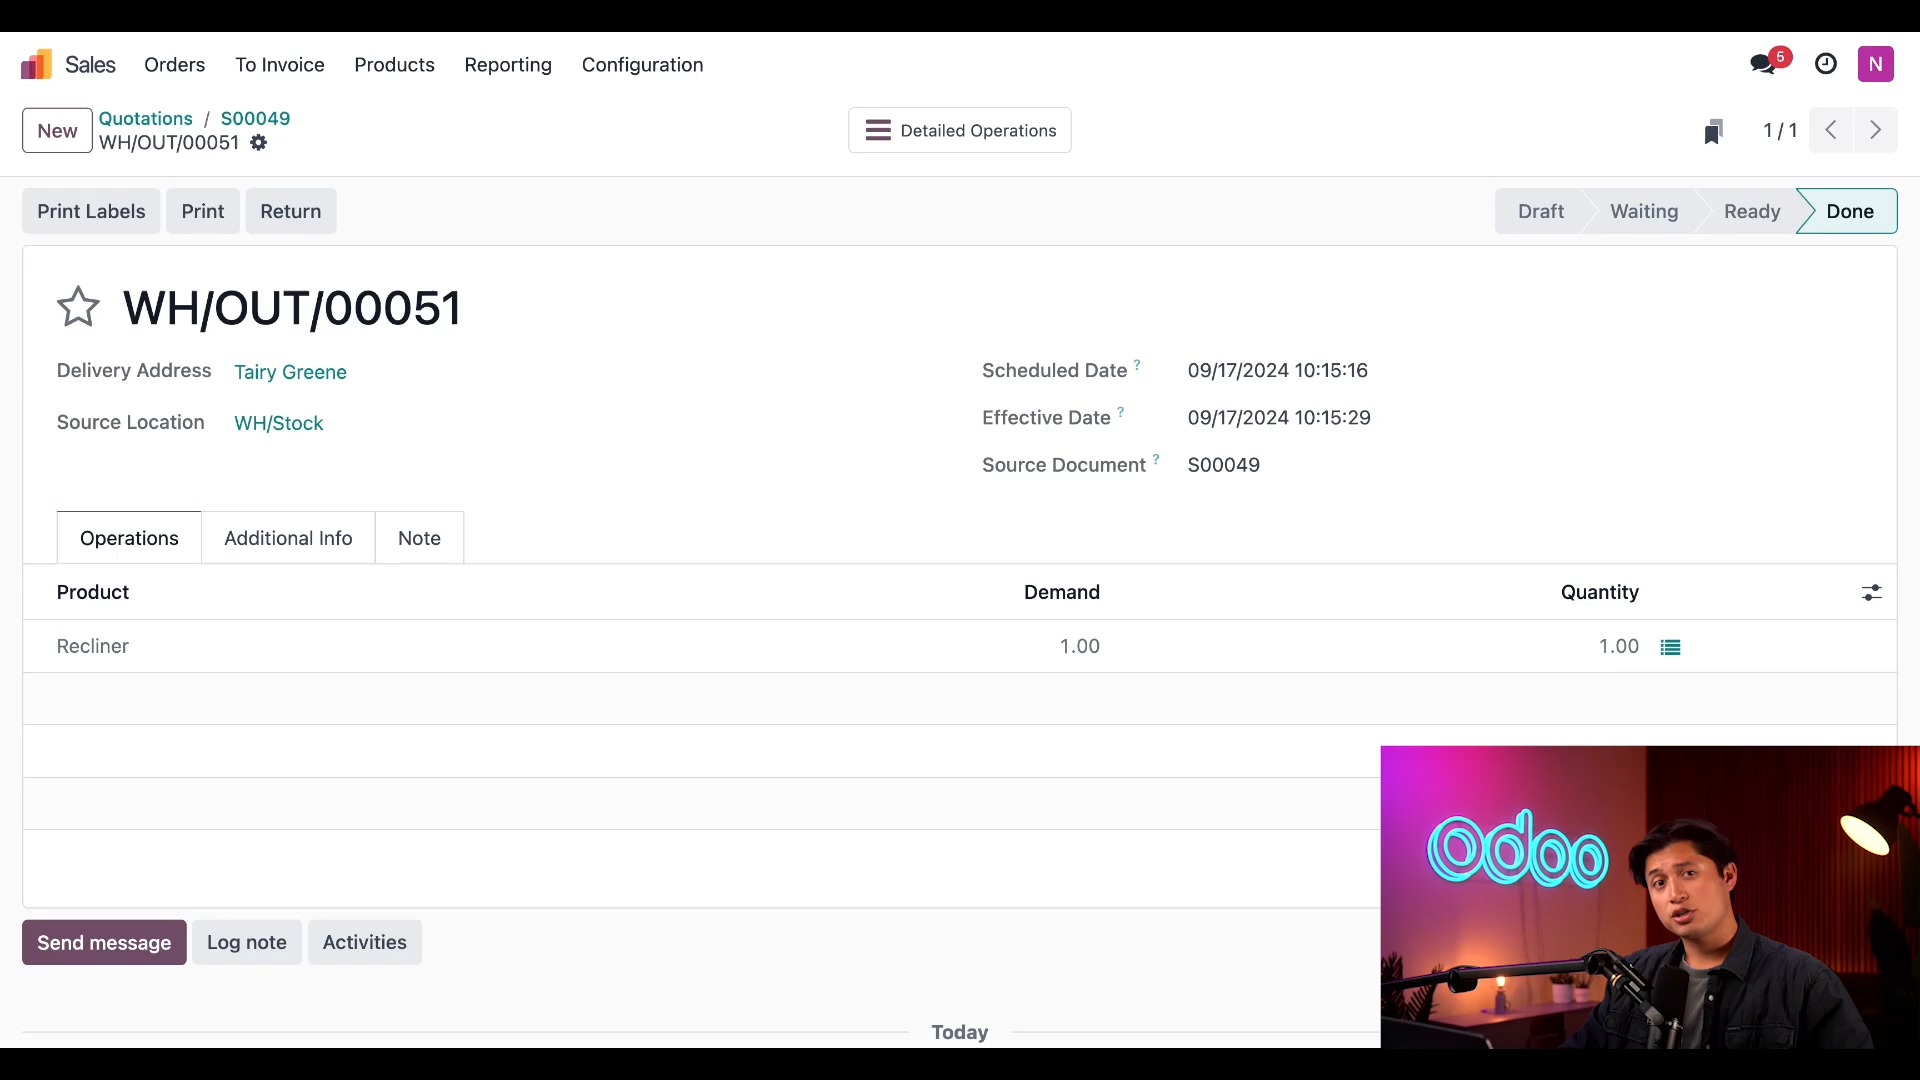 Sales Orders To Invoice Products Reporting Configuration 5 N
New Quotations / S00049 Detailed Operations 1 / 1
WH/OUT/00051
Print Labels Print Return Draft Waiting Ready Done
WH/OUT/00051
Delivery Address Tairy Greene Scheduled Date ? 09/17/2024 10:15:16
Source Location WH/Stock Effective Date ? 09/17/2024 10:15:29
Source Document ? S00049
Operations Additional Info Note
Product Demand Quantity
Recliner 1.00 1.00
odoo
Send message Log note Activities
Today